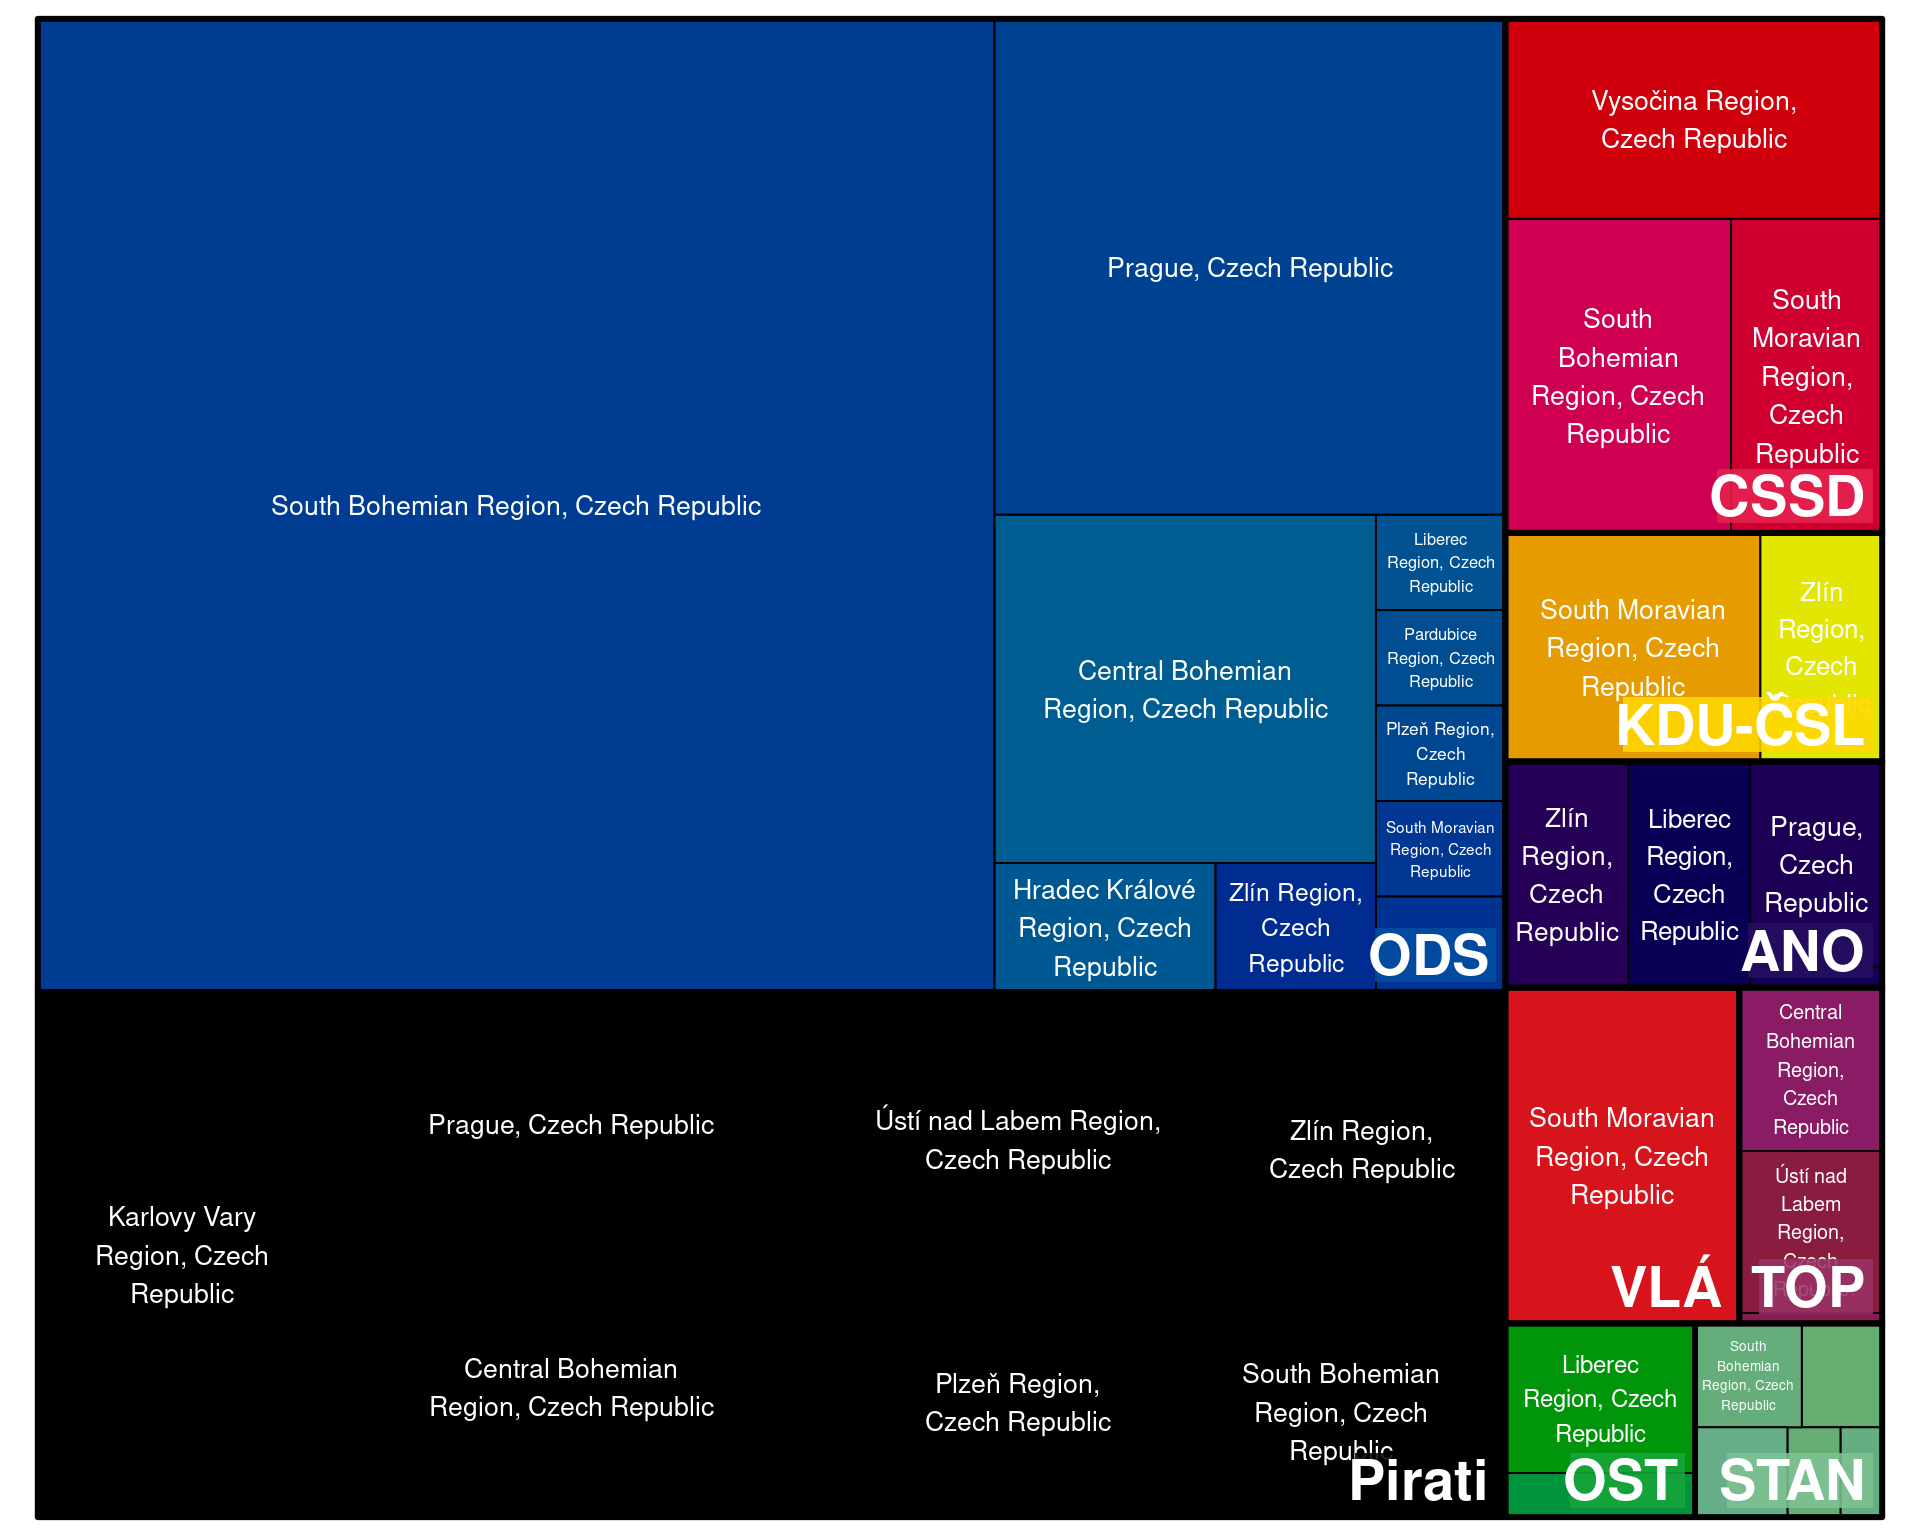 South Bohemian Region, Czech Republic
Prague, Czech Republic
Central Bohemian
Region, Czech Republic
Liberec
Region, Czech
Republic
Pardubice
Region, Czech
Republic
Plzeň Region,
Czech
Republic
South Moravian
Region, Czech
Republic
Hradec Králové
Region, Czech
Republic
Zlín Region,
Czech
Republic
ODS
Vysočina Region,
Czech Republic
South
Bohemian
Region, Czech
Republic
South
Moravian
Region,
Czech
Republic
CSSD
South Moravian
Region, Czech
Republic
Zlín
Region,
Czech
Republic
KDU-ČSL
Zlín
Region,
Czech
Republic
Liberec
Region,
Czech
Republic
Prague,
Czech
Republic
ANO
Karlovy Vary
Region, Czech
Republic
Prague, Czech Republic
Central Bohemian
Region, Czech Republic
Ústí nad Labem Region,
Czech Republic
Plzeň Region,
Czech Republic
Zlín Region,
Czech Republic
South Bohemian
Region, Czech
Republic
Pirati
South Moravian
Region, Czech
Republic
VLÁ
Central
Bohemian
Region,
Czech
Republic
Ústí nad
Labem
Region,
Czech
Republic
TOP
Liberec
Region, Czech
Republic
OST
South
Bohemian
Region, Czech
Republic
STAN